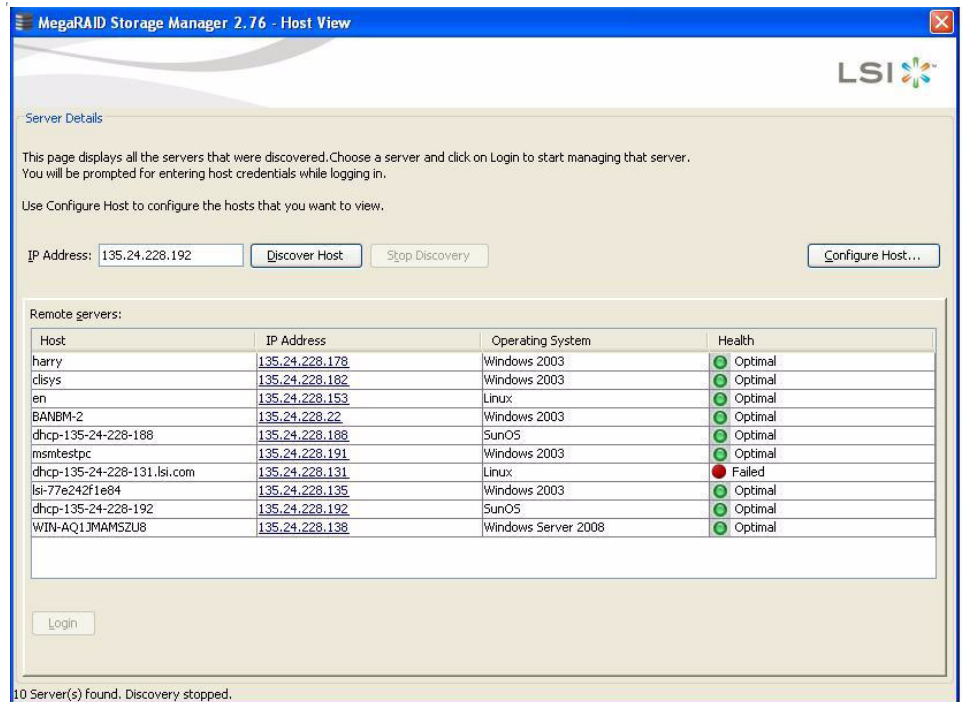 MegaRAID Storage Manager 2.76 - Host View
LSI
Server Details
This page displays all the servers that were discovered.Choose a server and click on Login to start managing that server.
You will be prompted for entering host credentials while logging in.
Use Configure Host to configure the hosts that you want to view.
IP Address: 135.24.228.192 Discover Host Stop Discovery Configure Host...
Remote servers:
Host IP Address Operating System Health
harry 135.24.228.178 Windows 2003 Optimal
clisys 135.24.228.182 Windows 2003 Optimal
en 135.24.228.153 Linux Optimal
BANBM-2 135.24.228.22 Windows 2003 Optimal
dhcp-135-24-228-188 135.24.228.188 SunOS Optimal
msmtestpc 135.24.228.191 Windows 2003 Optimal
dhcp-135-24-228-131.lsi.com 135.24.228.131 Linux Failed
lsi-77e242f1e84 135.24.228.135 Windows 2003 Optimal
dhcp-135-24-228-192 135.24.228.192 SunOS Optimal
WIN-AQ1JMAMSZU8 135.24.228.138 Windows Server 2008 Optimal
Login
10 Server(s) found. Discovery stopped.